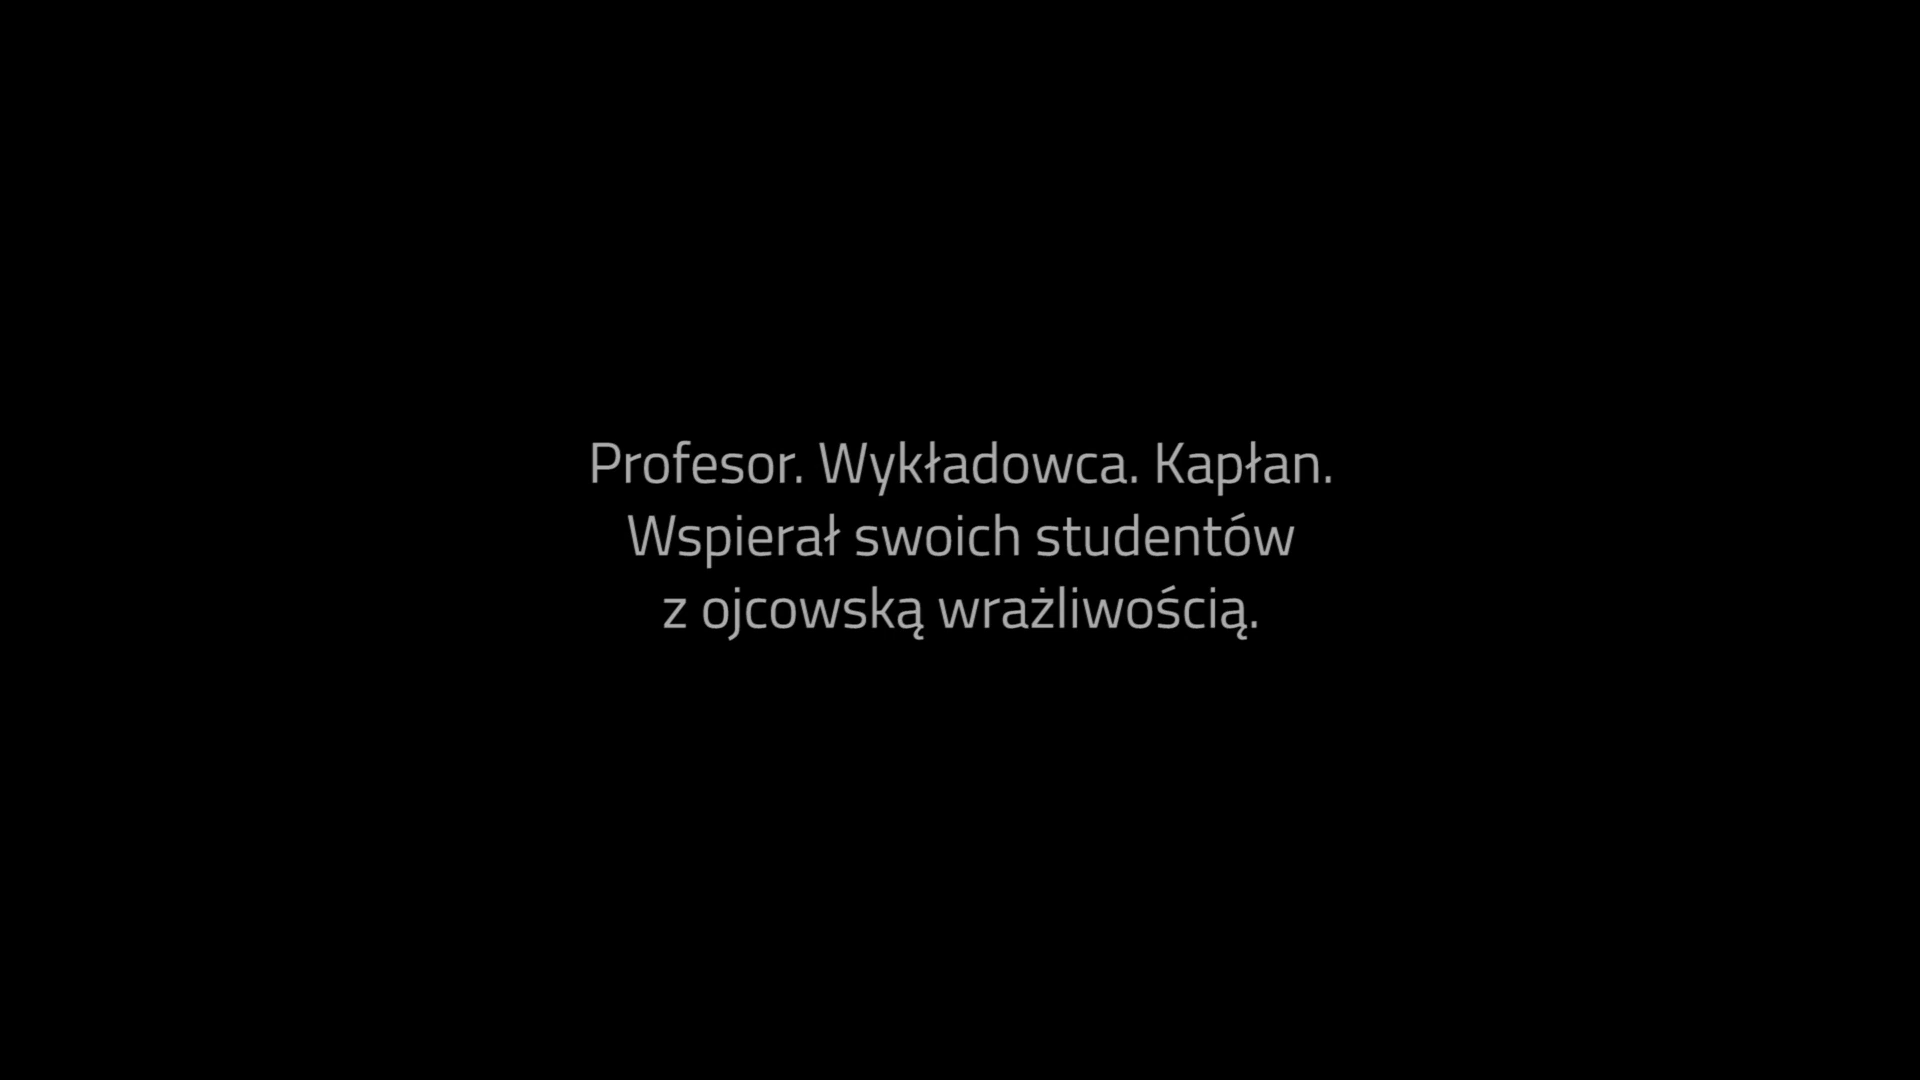 Profesor. Wykładowca. Kapłan.
Wspierał swoich studentów
z ojcowską wrażliwością.